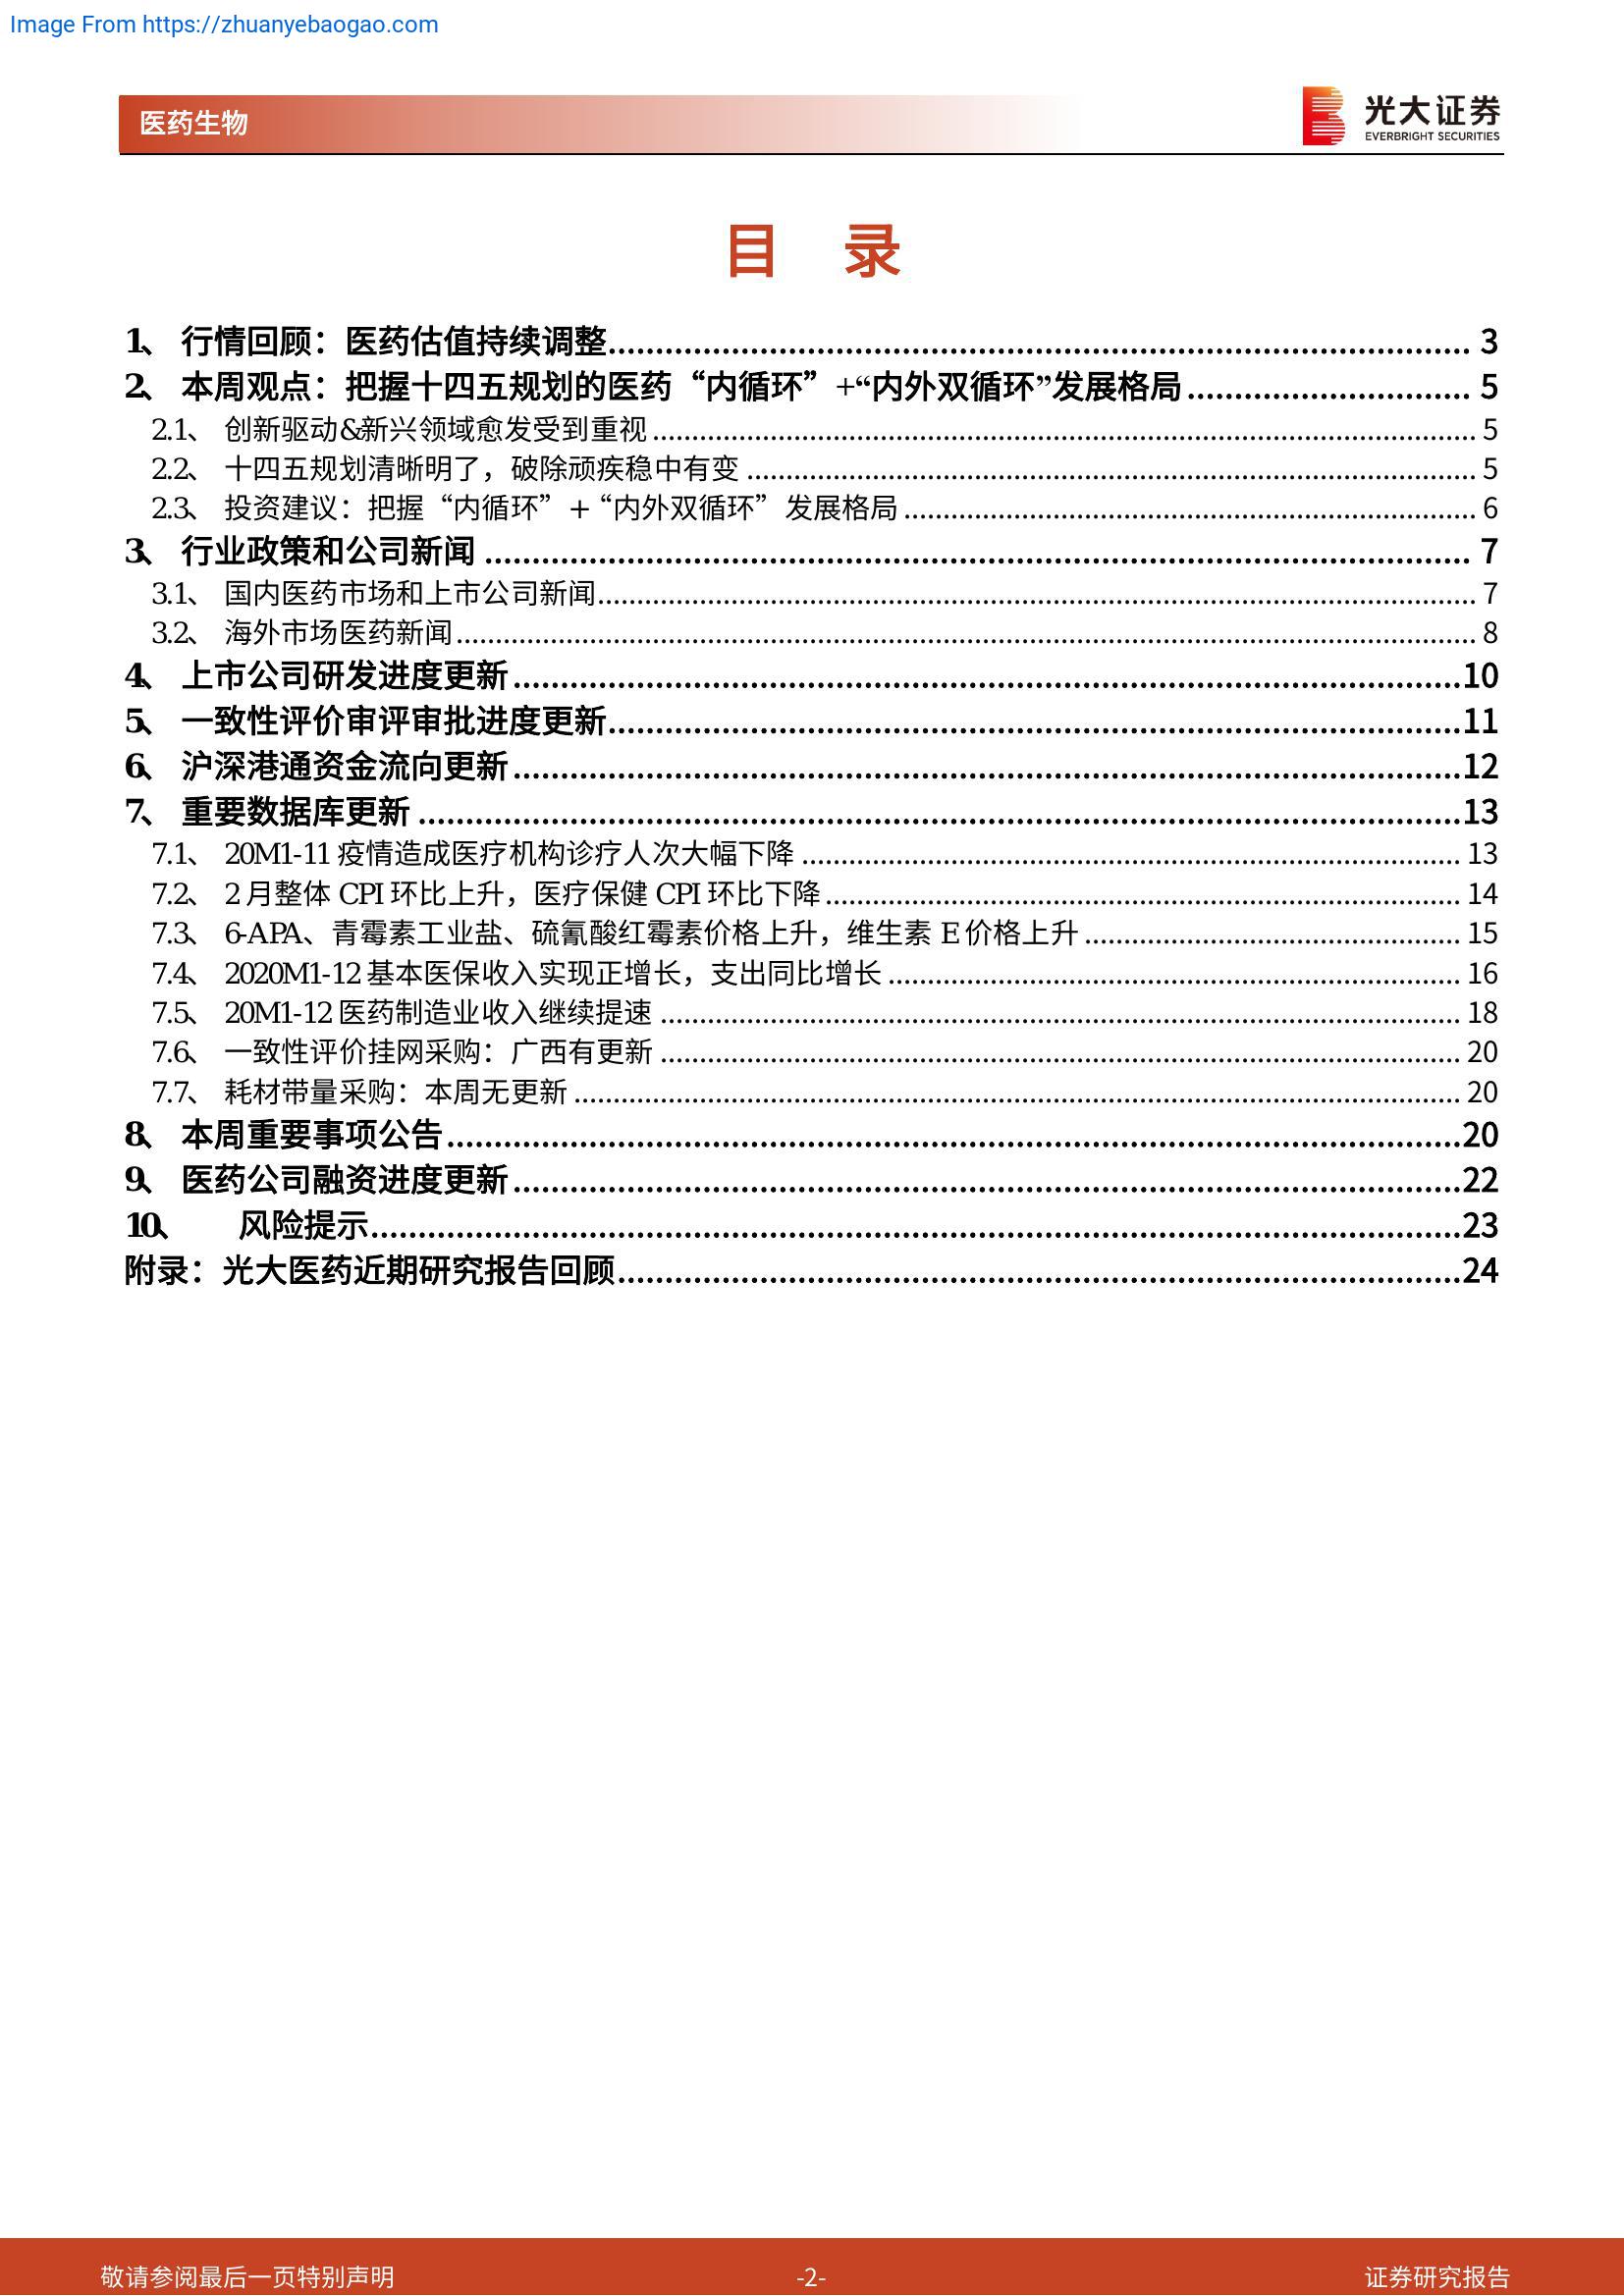 Image From https://zhuanyebaogao.com
医药生物
光大证券
EVERBRIGHT SECURITIES
目 录
1、 行情回顾：医药估值持续调整 3
2、 本周观点：把握十四五规划的医药“内循环”+“内外双循环”发展格局 5
2.1、 创新驱动&新兴领域愈发受到重视 5
2.2、 十四五规划清晰明了，破除顽疾稳中有变 5
2.3、 投资建议：把握“内循环”+“内外双循环”发展格局 6
3、 行业政策和公司新闻 7
3.1、 国内医药市场和上市公司新闻 7
3.2、 海外市场医药新闻 8
4、 上市公司研发进度更新 10
5、 一致性评价审评审批进度更新 11
6、 沪深港通资金流向更新 12
7、 重要数据库更新 13
7.1、 20M1-11 疫情造成医疗机构诊疗人次大幅下降 13
7.2、 2 月整体 CPI 环比上升，医疗保健 CPI 环比下降 14
7.3、 6-APA、青霉素工业盐、硫氰酸红霉素价格上升，维生素 E 价格上升 15
7.4、 2020M1-12 基本医保收入实现正增长，支出同比增长 16
7.5、 20M1-12 医药制造业收入继续提速 18
7.6、 一致性评价挂网采购：广西有更新 20
7.7、 耗材带量采购：本周无更新 20
8、 本周重要事项公告 20
9、 医药公司融资进度更新 22
10、 风险提示 23
附录：光大医药近期研究报告回顾 24
敬请参阅最后一页特别声明
-2-
证券研究报告